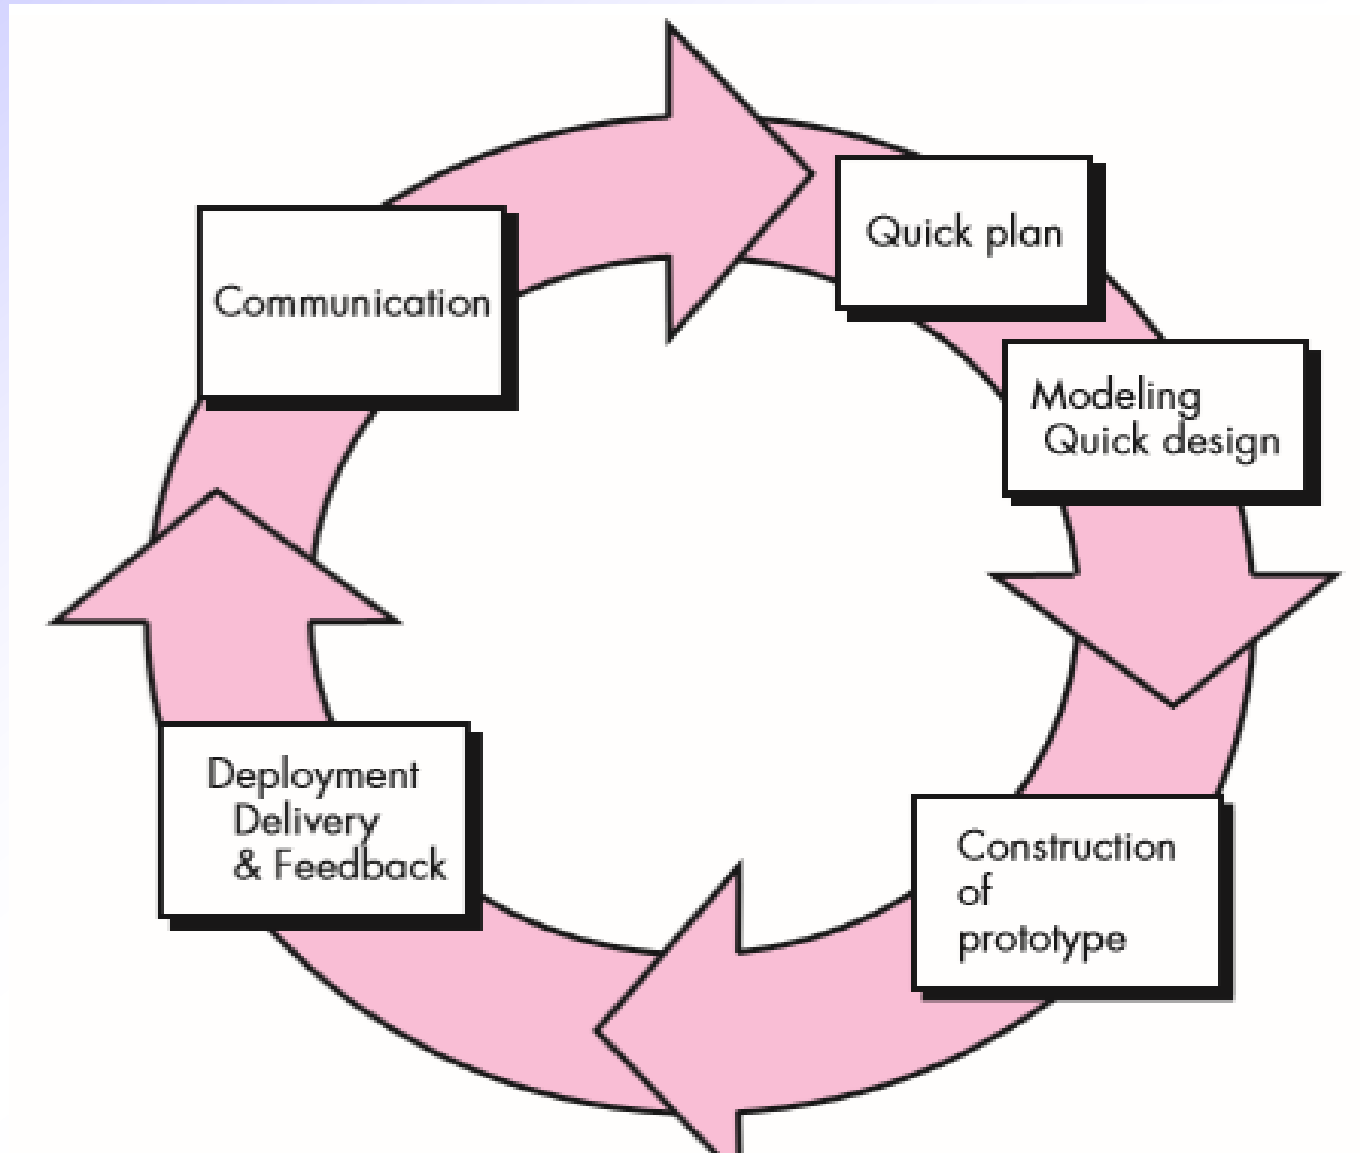 Communication
Quick plan
Modeling
Quick design
Construction
of
prototype
Deployment
Delivery
& Feedback